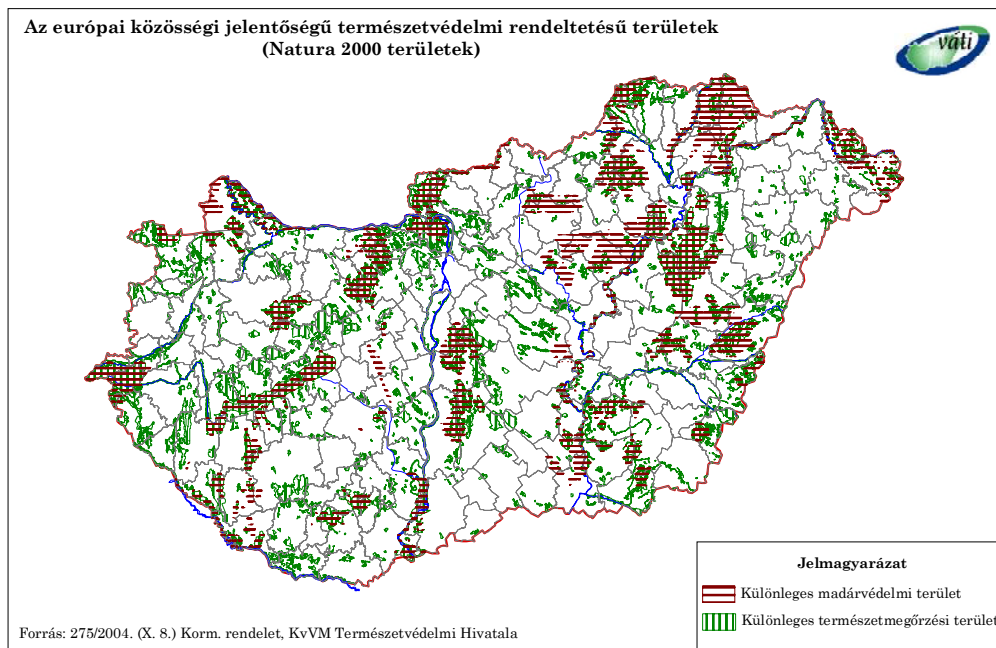 Az európai közösségi jelentőségű természetvédelmi rendeltetésű területek
(Natura 2000 területek)
váti
Jelmagyarázat
Különleges madárvédelmi terület
Különleges természetmegőrzési terület
Forrás: 275/2004. (X. 8.) Korm. rendelet, KvVM Természetvédelmi Hivatala